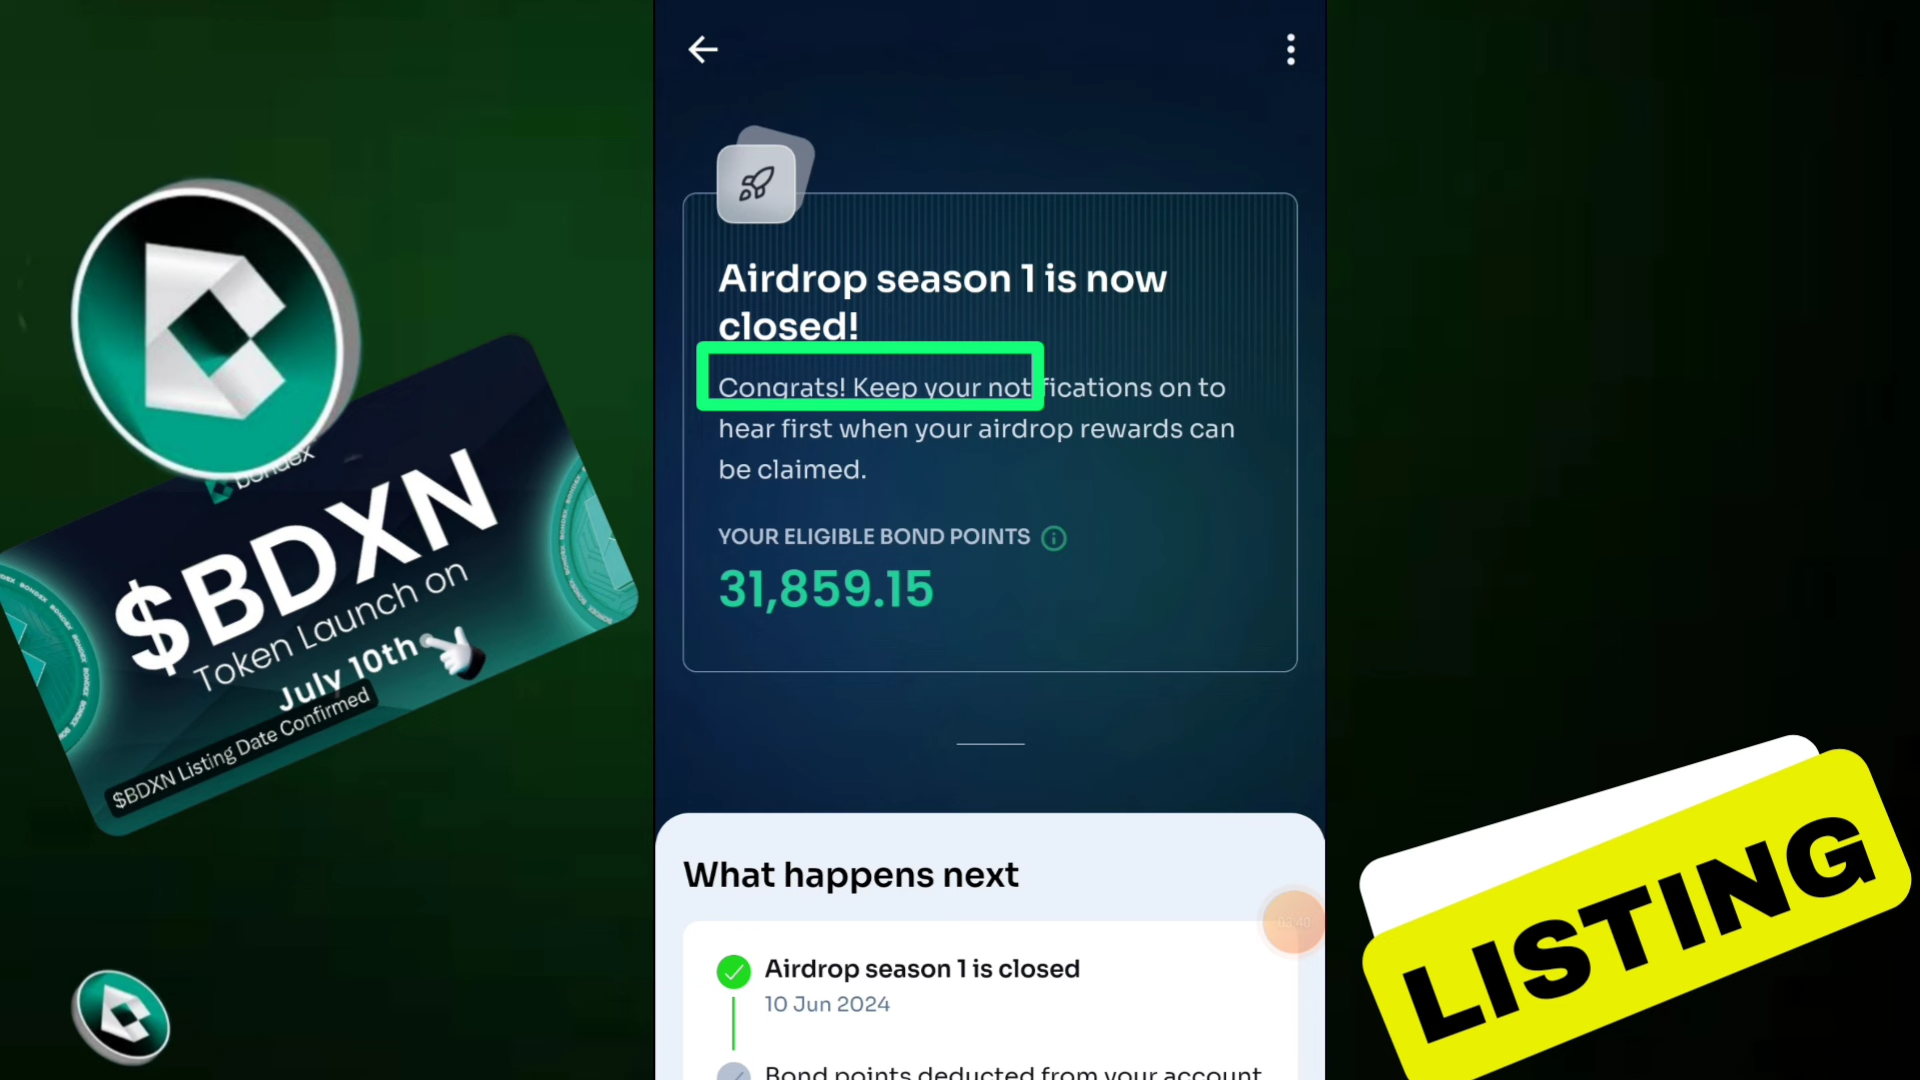 bondex
$BDXN
Token Launch on
July 10th
$BDXN Listing Date Confirmed
Airdrop season 1 is now
closed!
Congrats! Keep your notifications on to
hear first when your airdrop rewards can
be claimed.
YOUR ELIGIBLE BOND POINTS
31,859.15
What happens next
Airdrop season 1 is closed
10 Jun 2024
Bond points deducted from your account
LISTING